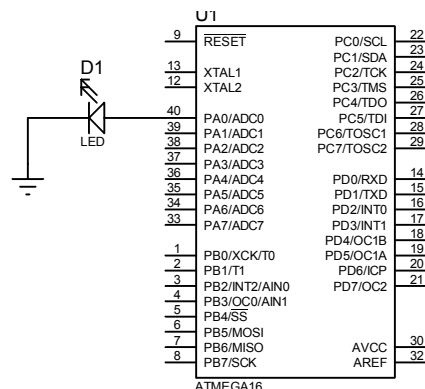 U1
9 RESET PC0/SCL 22
PC1/SDA 23
13 XTAL1 PC2/TCK 24
12 XTAL2 PC3/TMS 25
PC4/TDO 26
40 PA0/ADC0 PC5/TDI 27
39 PA1/ADC1 PC6/TOSC1 28
38 PA2/ADC2 PC7/TOSC2 29
37 PA3/ADC3
36 PA4/ADC4 PD0/RXD 14
35 PA5/ADC5 PD1/TXD 15
34 PA6/ADC6 PD2/INT0 16
33 PA7/ADC7 PD3/INT1 17
PD4/OC1B 18
1 PB0/XCK/T0 PD5/OC1A 19
2 PB1/T1 PD6/ICP 20
3 PB2/INT2/AIN0 PD7/OC2 21
4 PB3/OC0/AIN1
5 PB4/SS
6 PB5/MOSI
7 PB6/MISO AVCC 30
8 PB7/SCK AREF 32
ATMEGA16
D1
LED